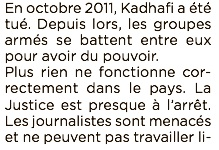 En octobre 2011, Kadhafi a été
tué. Depuis lors, les groupes
armés se battent entre eux
pour avoir du pouvoir.
Plus rien ne fonctionne cor-
rectement dans le pays. La
Justice est presque à l'arrêt.
Les journalistes sont menacés
et ne peuvent pas travailler li-